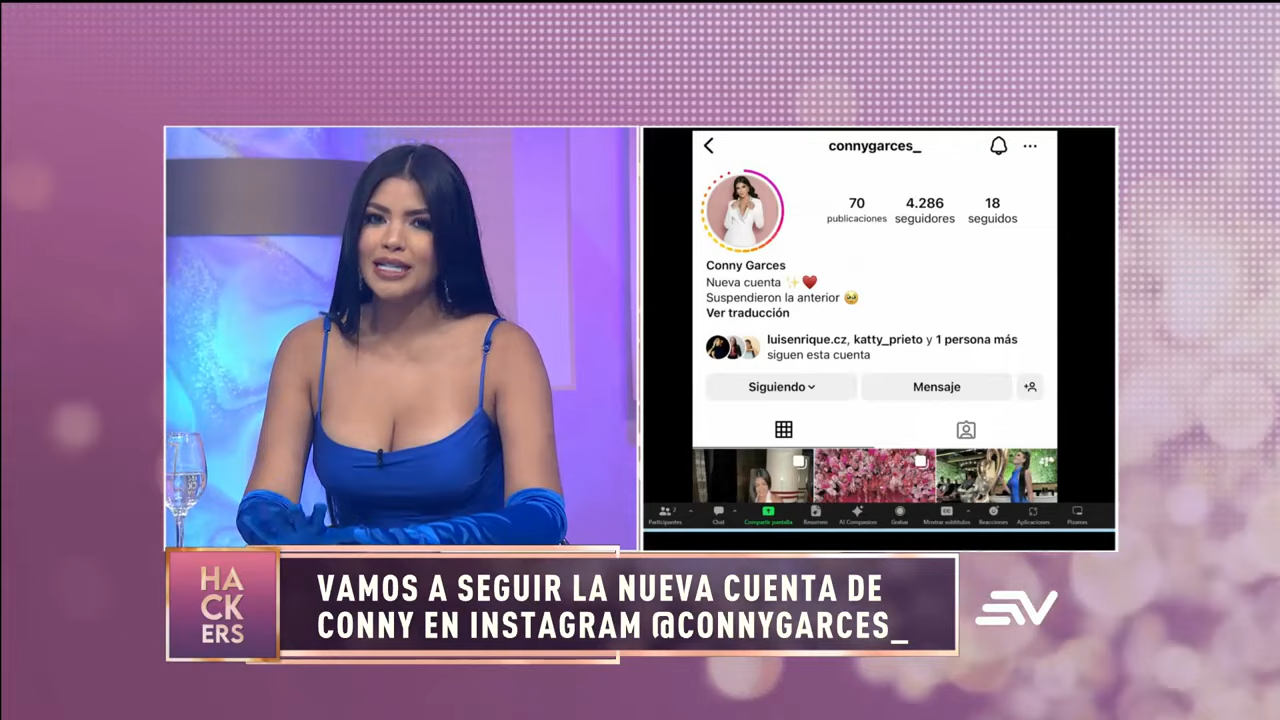 connygarces_
70
4.286
18
publicaciones
seguidores
seguidos
Conny Garces
Nueva cuenta ✨❤️
Suspendieron la anterior 🥹
Ver traducción
luisenrique.cz, katty_prieto y 1 persona más
siguen esta cuenta
Siguiendo
Mensaje
Participantes
2
Chat
Compartir pantalla
Resumen
AI Companion
Grabar
Mostrar subtítulos
Reacciones
Aplicaciones
Pizarras
HA
CK
ERS
VAMOS A SEGUIR LA NUEVA CUENTA DE
CONNY EN INSTAGRAM @CONNYGARCES_